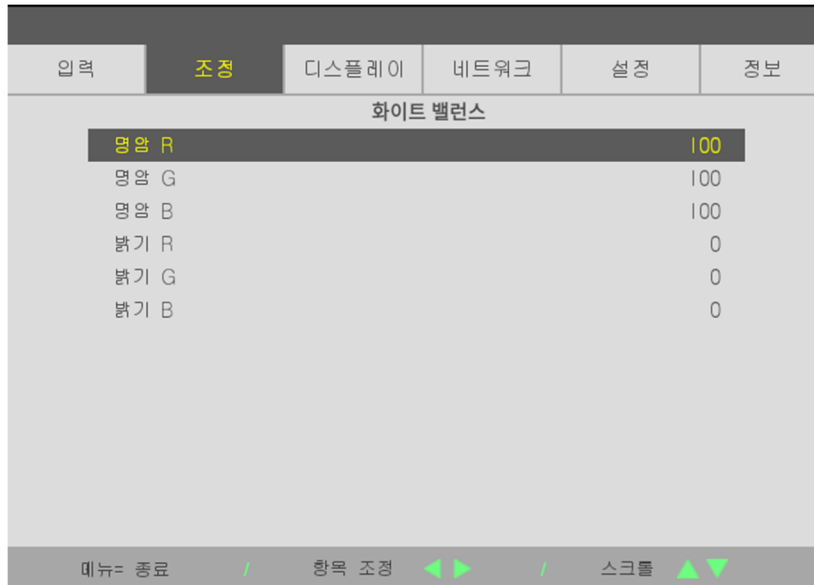 입력 조정 디스플레이 네트워크 설정 정보
화이트 밸런스
명암 R 100
명암 G 100
명암 B 100
밝기 R 0
밝기 G 0
밝기 B 0
메뉴= 종료 / 항목 조정 ◀ ▶ / 스크롤 ▲ ▼